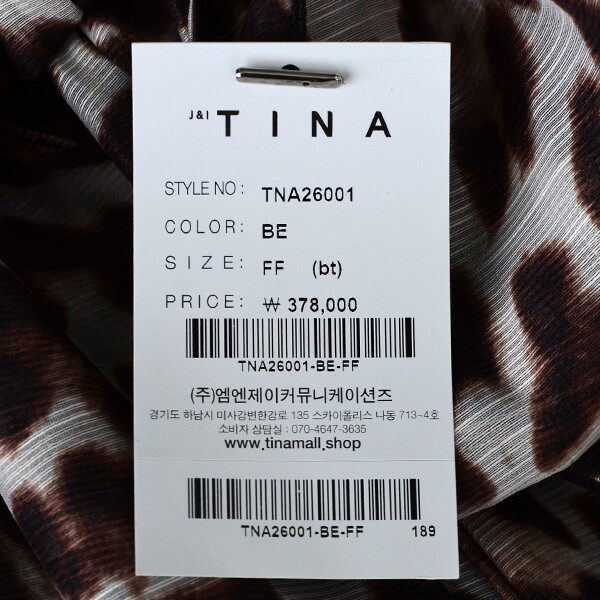 J&I TINA
STYLE NO : TNA26001
COLOR: BE
SIZE: FF (bt)
PRICE: ₩ 378,000
TNA26001-BE-FF
(주)엠엔제이커뮤니케이션즈
경기도 하남시 미사강변한강로 135 스카이폴리스 나동 713~4호
소비자 상담실 : 070-4647-3635
www.tinamall.shop
TNA26001-BE-FF 189